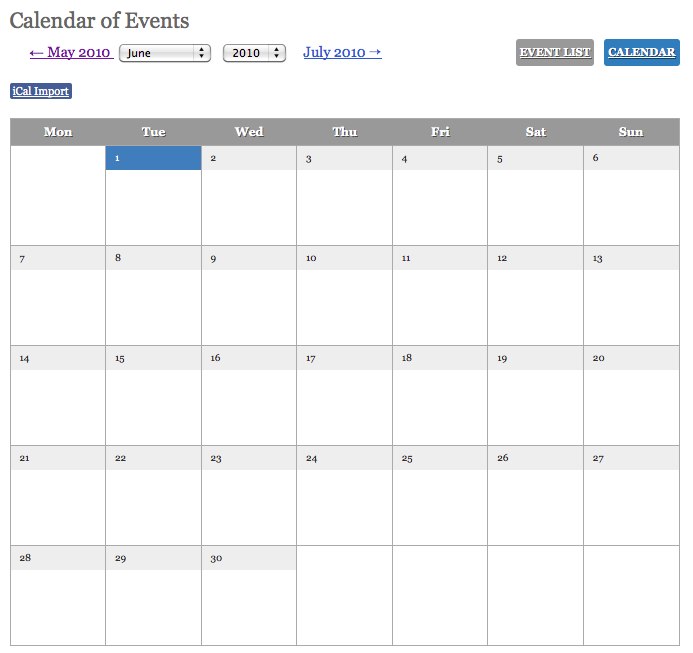 Calendar of Events
← May 2010 June 2010 July 2010 → EVENT LIST CALENDAR
iCal Import
Mon Tue Wed Thu Fri Sat Sun
1 2 3 4 5 6
7 8 9 10 11 12 13
14 15 16 17 18 19 20
21 22 23 24 25 26 27
28 29 30